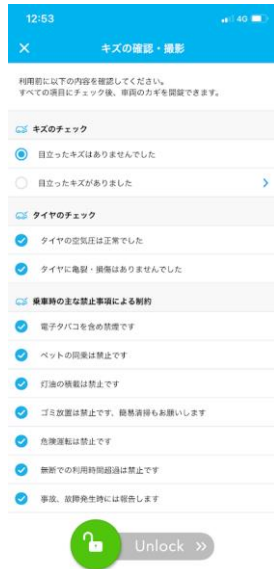 12:53
4G
キズの確認・撮影
利用前に以下の内容を確認してください。
すべての項目にチェック後、車両のカギを開錠できます。
キズのチェック
目立ったキズはありませんでした
目立ったキズがありました
タイヤのチェック
タイヤの空気圧は正常でした
タイヤに亀裂・損傷はありませんでした
乗車時の主な禁止事項による制約
電子タバコを含め禁煙です
ペットの同乗は禁止です
灯油の積載は禁止です
ゴミ放置は禁止です、簡易清掃もお願いします
危険運転は禁止です
無断での利用時間超過は禁止です
事故、故障発生時には報告します
Unlock